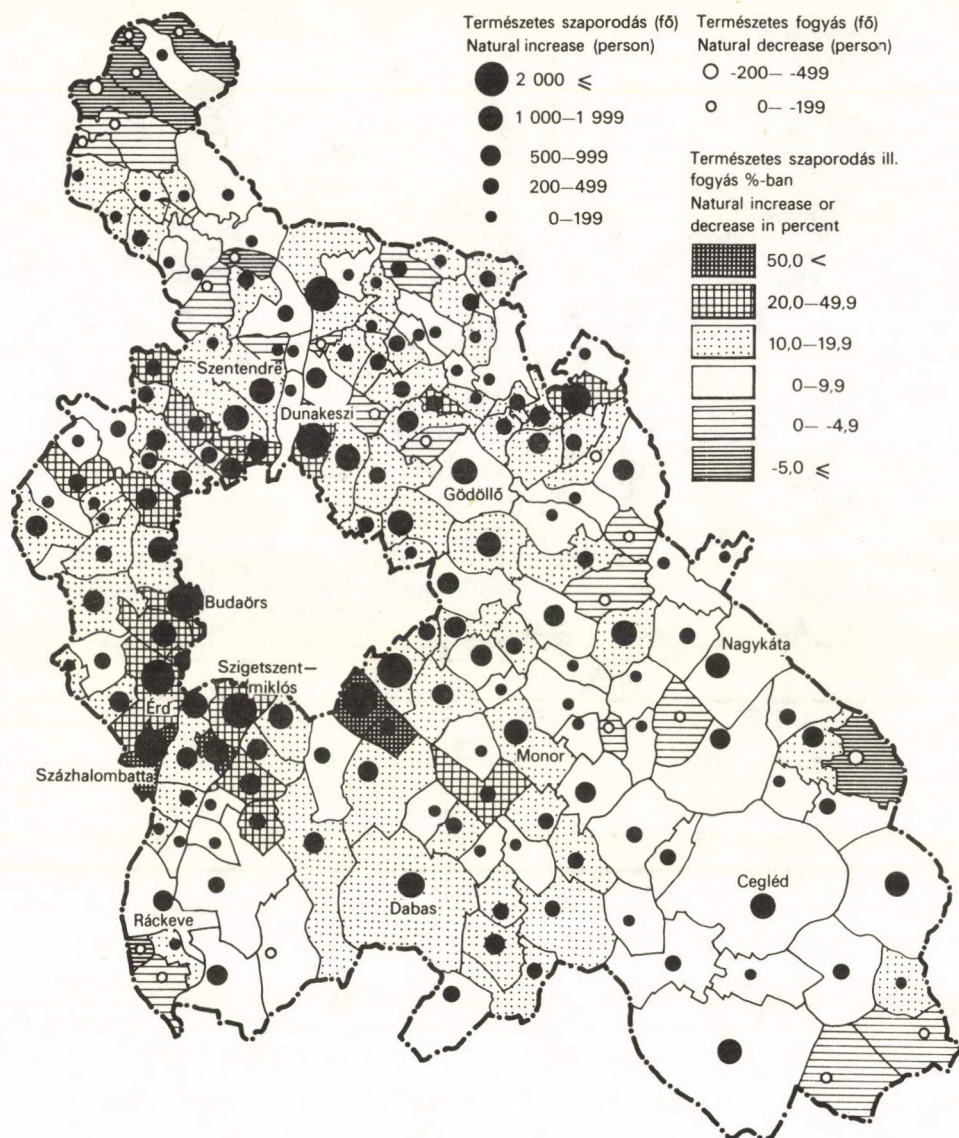 Természetes szaporodás (fő)
Natural increase (person)
2 000 ≤
1 000—1 999
500—999
200—499
0—199
Természetes fogyás (fő)
Natural decrease (person)
-200— -499
0— -199
Természetes szaporodás ill.
fogyás %-ban
Natural increase or
decrease in percent
50,0 <
20,0—49,9
10,0—19,9
0—9,9
0— -4,9
-5,0 ≤
Szentendre
Dunakeszi
Gödöllő
Budaörs
Nagykáta
Szigetszent—
miklós
Érd
Monor
Százhalombatta
Cegléd
Dabas
Ráckeve